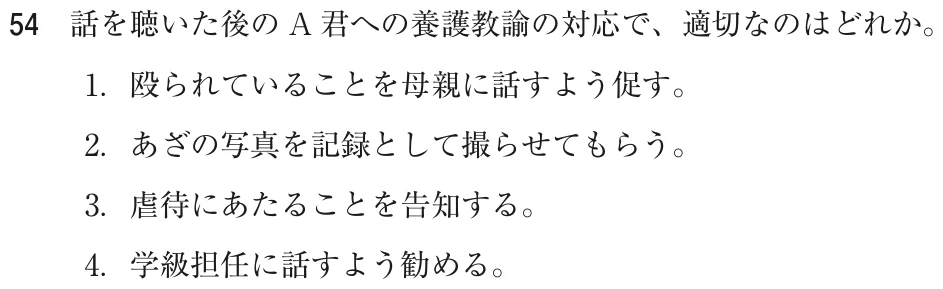 54 話を聴いた後の A 君への養護教諭の対応で、適切なのはどれか。
1. 殴られていることを母親に話すよう促す。
2. あざの写真を記録として撮らせてもらう。
3. 虐待にあたることを告知する。
4. 学級担任に話すよう勧める。